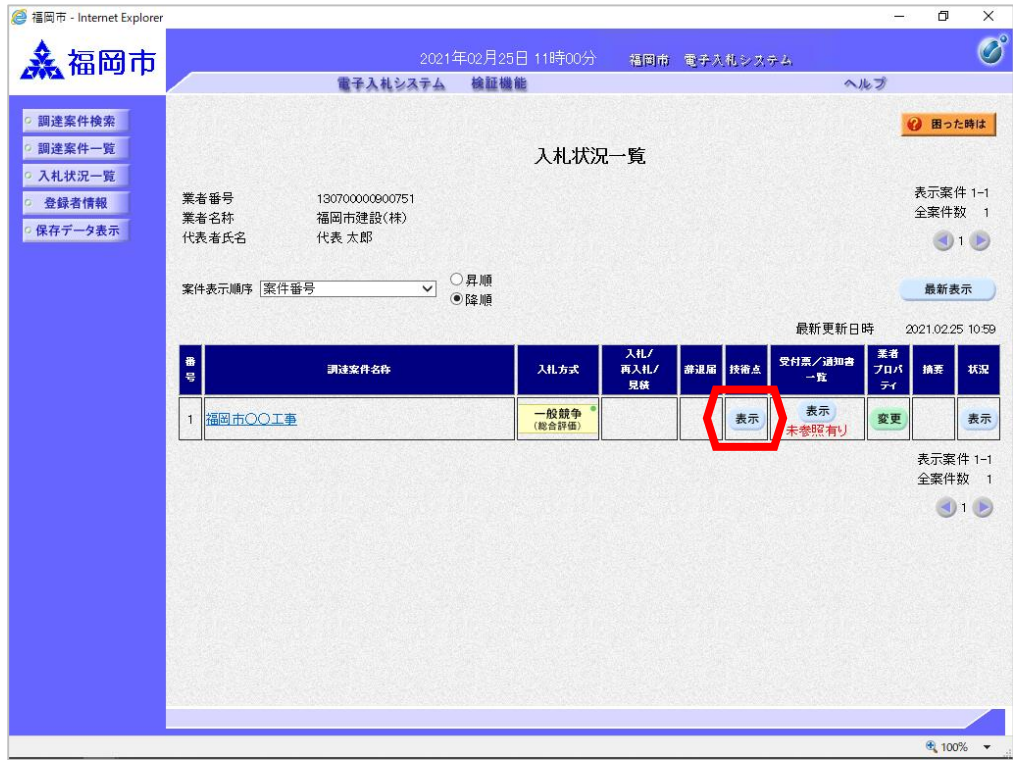 福岡市 - Internet Explorer
福岡市
2021年02月25日 11時00分 福岡市 電子入札システム
電子入札システム 検証機能 ヘルプ
調達案件検索
調達案件一覧
入札状況一覧
登録者情報
保存データ表示
困った時は
入札状況一覧
業者番号 130700000900751
業者名称 福岡市建設(株)
代表者氏名 代表 太郎
表示案件 1-1
全案件数 1
1
案件表示順序 案件番号
昇順
降順
最新表示
最新更新日時 2021.02.25 10:59
番号 調達案件名称 入札方式 入札/再入札/見積 辞退届 技術点 受付票/通知書一覧 業者プロパティ 摘要 状況
1 福岡市〇〇工事 一般競争(総合評価) 表示 表示 未参照有り 変更 表示
表示案件 1-1
全案件数 1
1
100%